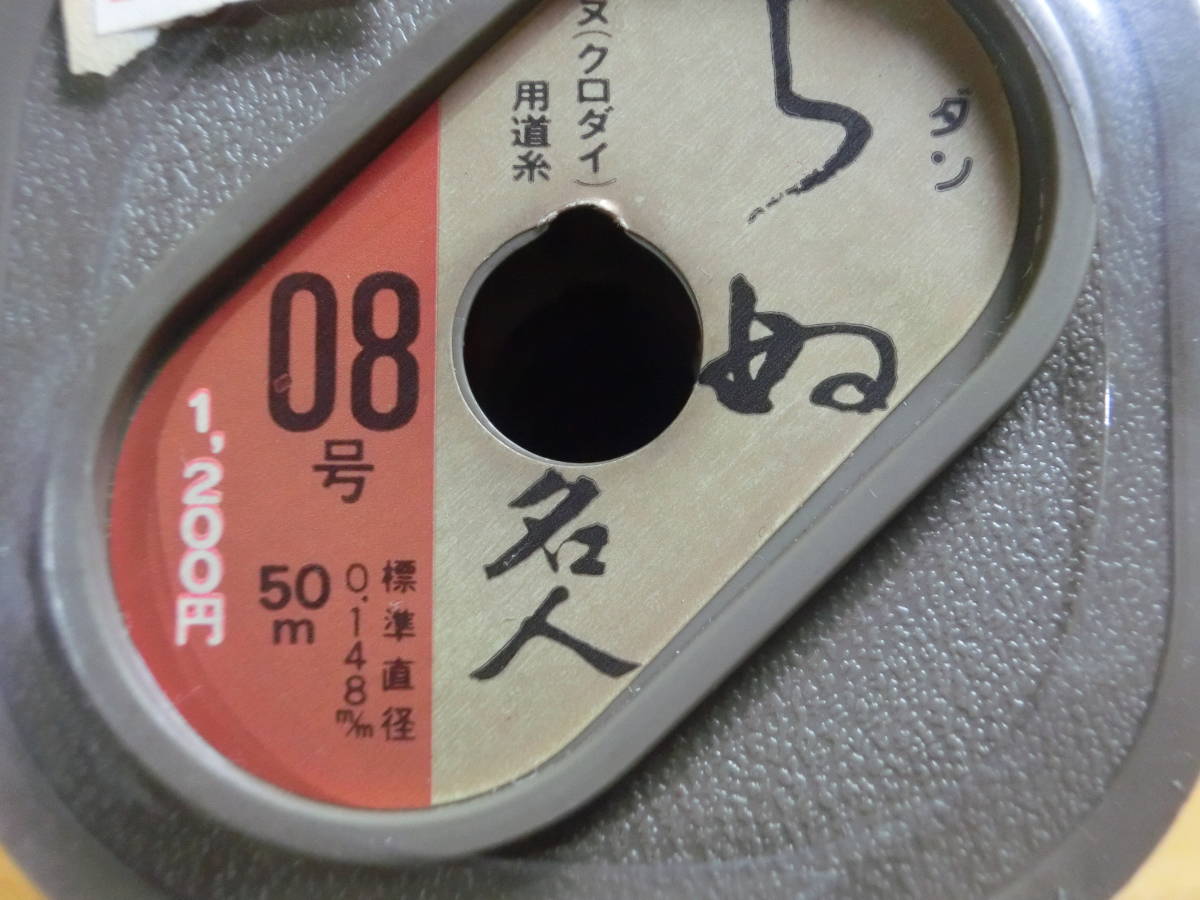 ダン
ちぬ
名人
ヌ(クロダイ)
用道糸
08
号
標準直径
0.148m/m
50
m
1,200円